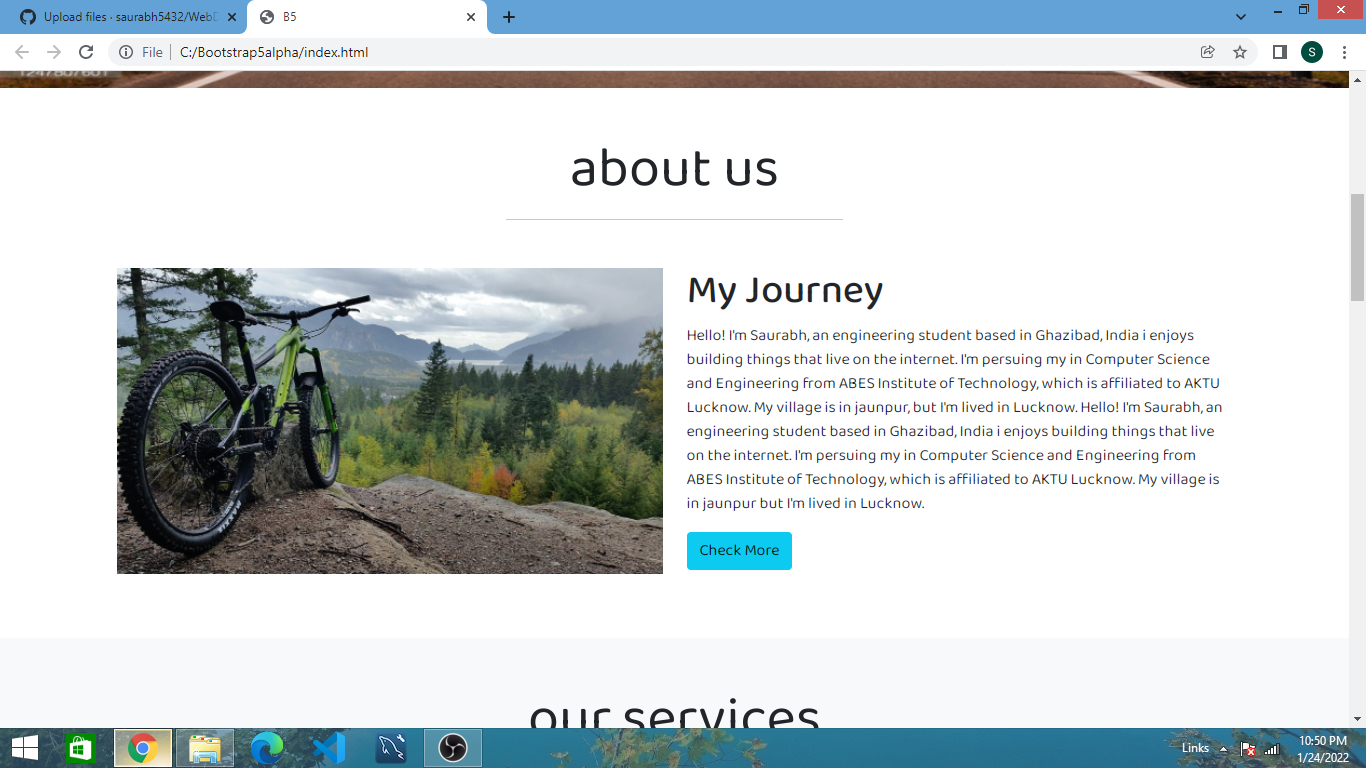 Upload files · saurabh5432/WebD
B5
File
C:/Bootstrap5alpha/index.html
S
1247807601
about us
My Journey
Hello! I'm Saurabh, an engineering student based in Ghazibad, India i enjoys
building things that live on the internet. I'm persuing my in Computer Science
and Engineering from ABES Institute of Technology, which is affiliated to AKTU
Lucknow. My village is in jaunpur, but I'm lived in Lucknow. Hello! I'm Saurabh, an
engineering student based in Ghazibad, India i enjoys building things that live
on the internet. I'm persuing my in Computer Science and Engineering from
ABES Institute of Technology, which is affiliated to AKTU Lucknow. My village is
in jaunpur but I'm lived in Lucknow.
Check More
our services
Links
10:50 PM
1/24/2022